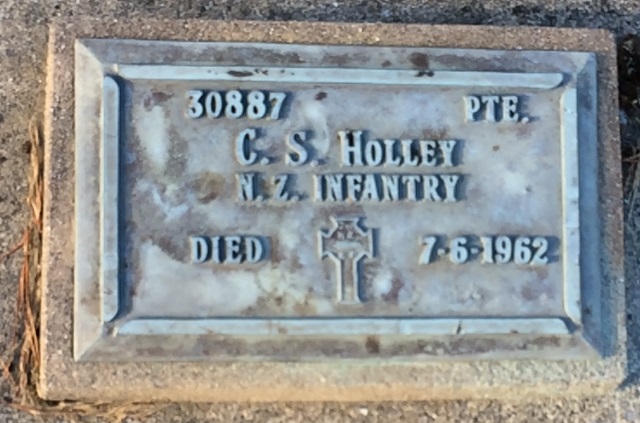 30887 PTE.
C. S. HOLLEY
N. Z. INFANTRY
DIED 7-6-1962